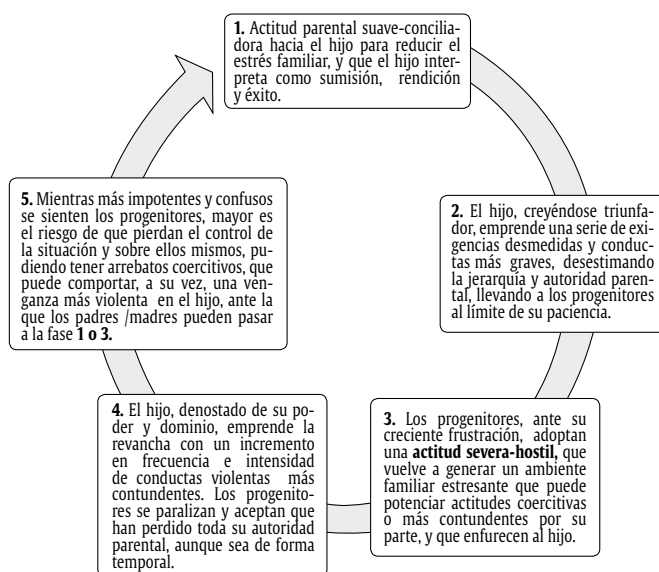 1. Actitud parental suave-concilia-
dora hacia el hijo para reducir el
estrés familiar, y que el hijo inter-
preta como sumisión, rendición
y éxito.
2. El hijo, creyéndose triunfa-
dor, emprende una serie de exi-
gencias desmedidas y conduc-
tas más graves, desestimando
la jerarquía y autoridad paren-
tal, llevando a los progenitores
al límite de su paciencia.
3. Los progenitores, ante su
creciente frustración, adoptan
una actitud severa-hostil, que
vuelve a generar un ambiente
familiar estresante que puede
potenciar actitudes coercitivas
o más contundentes por su
parte, y que enfurecen al hijo.
4. El hijo, denostado de su po-
der y dominio, emprende la
revancha con un incremento
en frecuencia e intensidad
de conductas violentas más
contundentes. Los progenito-
res se paralizan y aceptan que
han perdido toda su autoridad
parental, aunque sea de forma
temporal.
5. Mientras más impotentes y confusos
se sienten los progenitores, mayor es
el riesgo de que pierdan el control de
la situación y sobre ellos mismos, pu-
diendo tener arrebatos coercitivos, que
puede comportar, a su vez, una ven-
ganza más violenta en el hijo, ante la
que los padres /madres pueden pasar
a la fase 1 o 3.